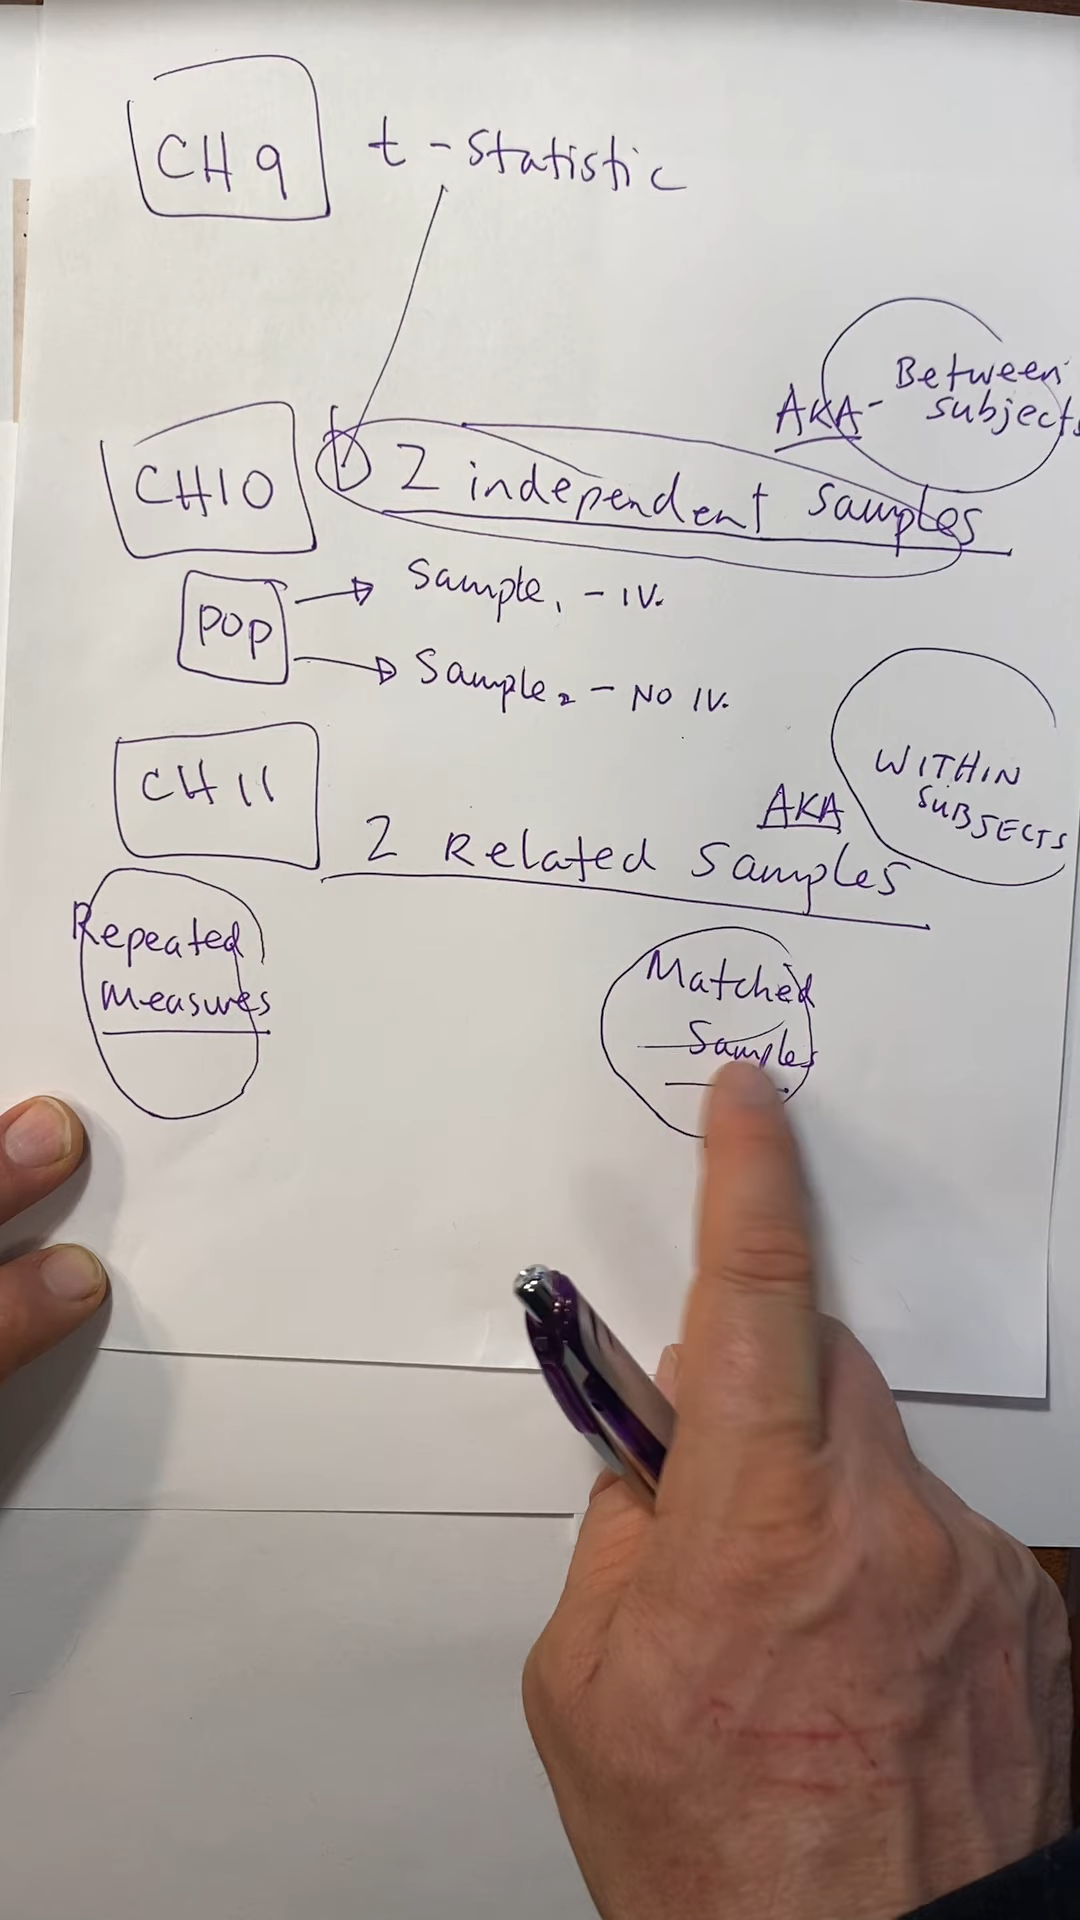 CH 9 t-statistic
AKA- Between subjects
CH10 1) 2 independent samples
POP
Sample, - IV.
Sample2 - NO IV.
CH 11
AKA WITHIN SUBJECTS
2 Related Samples
Repeated Measures
Matched Samples